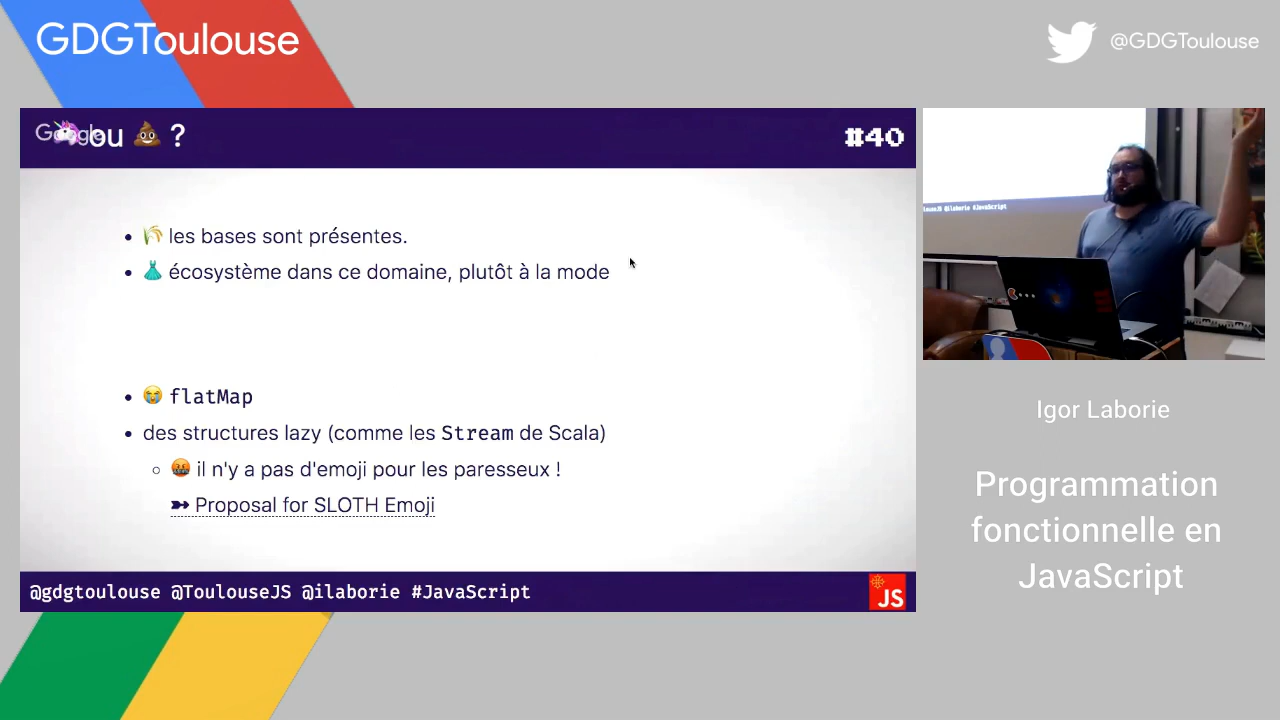 GDGToulouse
@GDGToulouse
ou 💩 ?
#40
🌾 les bases sont présentes.
👗 écosystème dans ce domaine, plutôt à la mode
😭 flatMap
des structures lazy (comme les Stream de Scala)
🤬 il n'y a pas d'emoji pour les paresseux !
➳ Proposal for SLOTH Emoji
@gdgtoulouse @ToulouseJS @ilaborie #JavaScript
JS
Igor Laborie
Programmation
fonctionnelle en
JavaScript